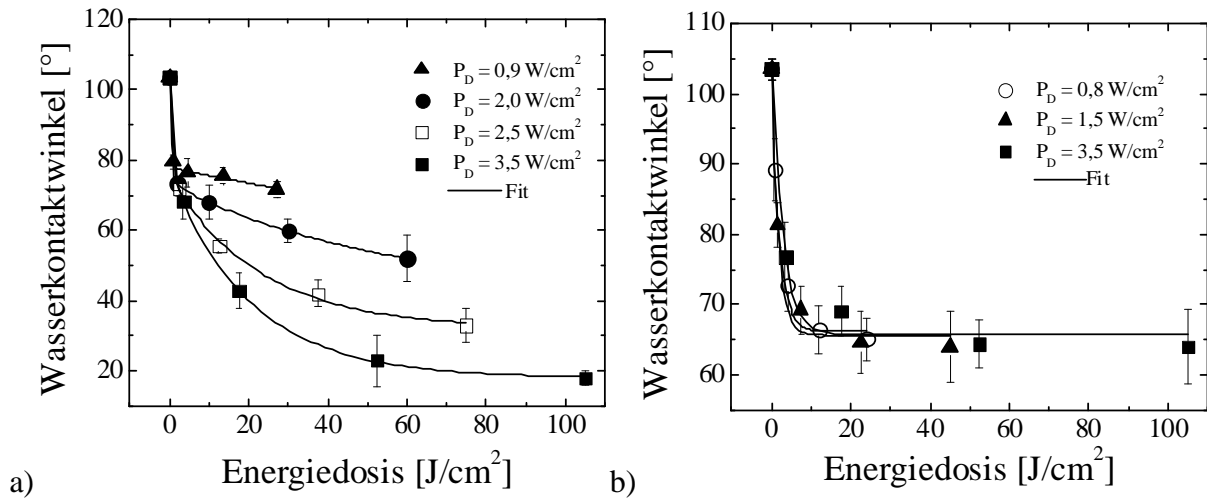 120
100
80
60
40
20
0 20 40 60 80 100
Wasserkontaktwinkel [°]
Energiedosis [J/cm²]
P_D = 0,9 W/cm²
P_D = 2,0 W/cm²
P_D = 2,5 W/cm²
P_D = 3,5 W/cm²
Fit
a)
110
100
90
80
70
60
0 20 40 60 80 100
Wasserkontaktwinkel [°]
Energiedosis [J/cm²]
P_D = 0,8 W/cm²
P_D = 1,5 W/cm²
P_D = 3,5 W/cm²
Fit
b)